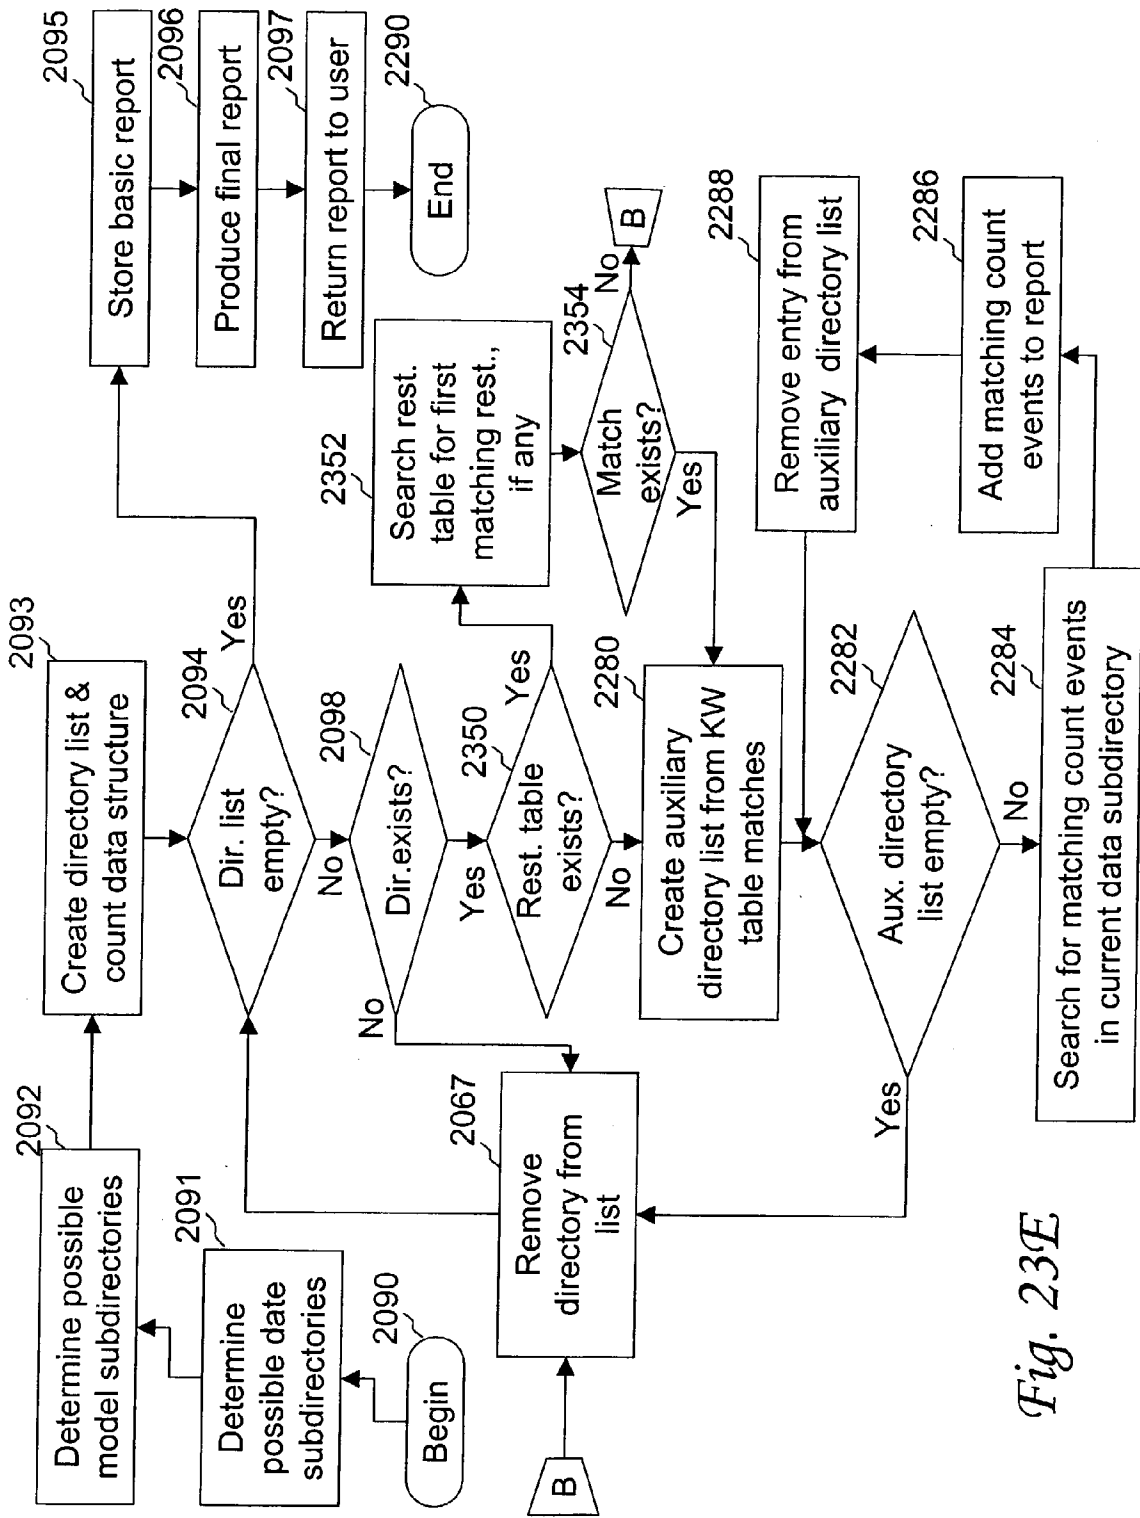 2092
Determine possible
model subdirectories
2091
Determine
possible date
subdirectories
2090
Begin
2093
Create directory list &
count data structure
2094
Dir. list
empty?
Yes
No
2098
Dir.exists?
No
Yes
2350
Rest. table
exists?
Yes
No
2067
Remove
directory from
list
B
2280
Create auxiliary
directory list from KW
table matches
2282
Aux. directory
list empty?
Yes
No
2284
Search for matching count events
in current data subdirectory
2095
Store basic report
2096
Produce final report
2097
Return report to user
2290
End
2352
Search rest.
table for first
matching rest.,
if any
2354
Match
exists?
No
Yes
B
2288
Remove entry from
auxiliary directory list
2286
Add matching count
events to report
Fig. 23E